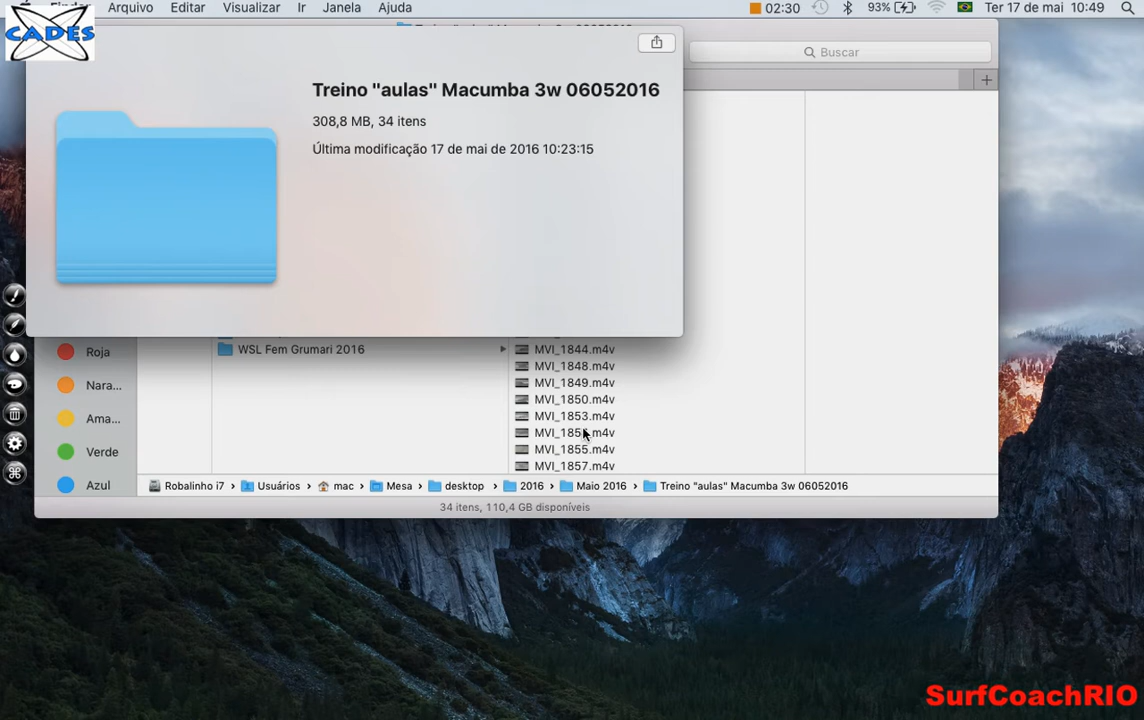 Arquivo Editar Visualizar Ir Janela Ajuda 02:30 93% Ter 17 de mai 10:49
CADES
Buscar
Treino "aulas" Macumba 3w 06052016
308,8 MB, 34 itens
Última modificação 17 de mai de 2016 10:23:15
Roja
Nara...
Ama...
Verde
Azul
WSL Fem Grumari 2016
MVI_1844.m4v
MVI_1848.m4v
MVI_1849.m4v
MVI_1850.m4v
MVI_1853.m4v
MVI_1855.m4v
MVI_1857.m4v
Robalinho i7 › Usuários › mac › Mesa › desktop › 2016 › Maio 2016 › Treino "aulas" Macumba 3w 06052016
34 itens, 110,4 GB disponíveis
SurfCoachRIO